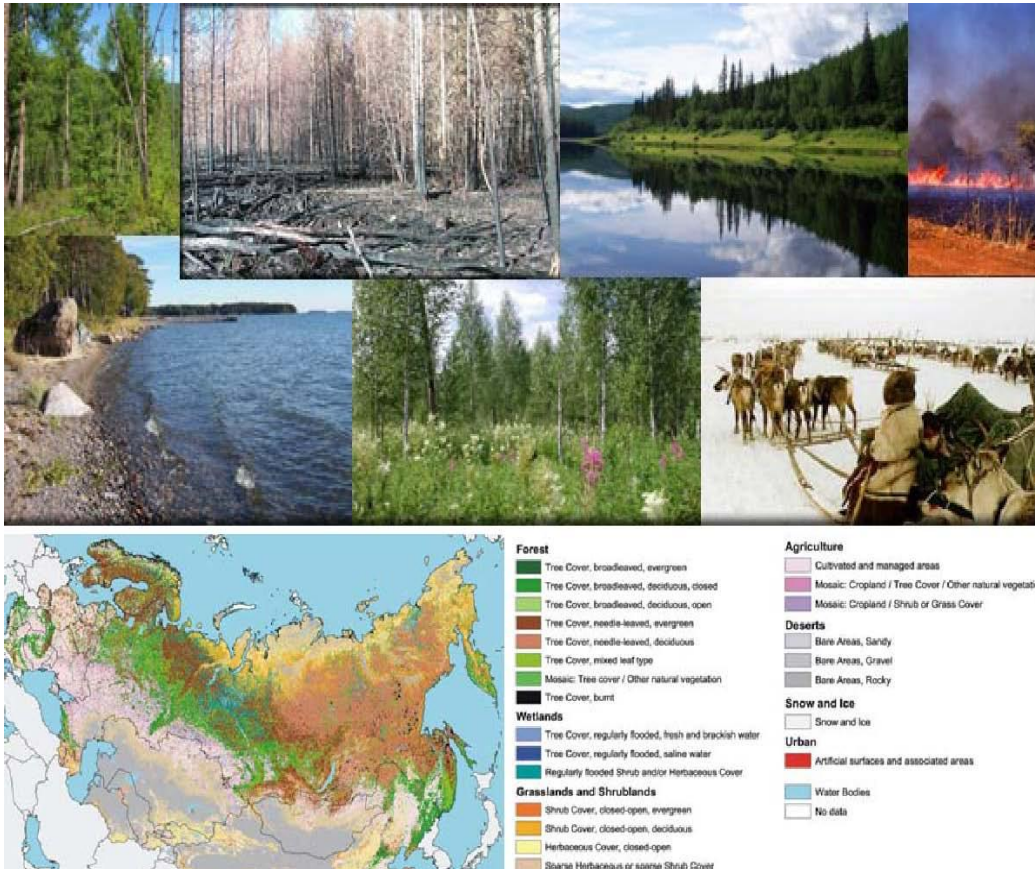 Forest
Tree Cover, broadleaved, evergreen
Tree Cover, broadleaved, deciduous, closed
Tree Cover, broadleaved, deciduous, open
Tree Cover, needle-leaved, evergreen
Tree Cover, needle-leaved, deciduous
Tree Cover, mixed leaf type
Mosaic: Tree cover / Other natural vegetation
Tree Cover, burnt
Wetlands
Tree Cover, regularly flooded, fresh and brackish water
Tree Cover, regularly flooded, saline water
Regularly flooded Shrub and/or Herbaceous Cover
Grasslands and Shrublands
Shrub Cover, closed-open, evergreen
Shrub Cover, closed-open, deciduous
Herbaceous Cover, closed-open
Sparse Herbaceous or sparse Shrub Cover
Agriculture
Cultivated and managed areas
Mosaic: Cropland / Tree Cover / Other natural vegetati
Mosaic: Cropland / Shrub or Grass Cover
Deserts
Bare Areas, Sandy
Bare Areas, Gravel
Bare Areas, Rocky
Snow and Ice
Snow and Ice
Urban
Artificial surfaces and associated areas
Water Bodies
No data